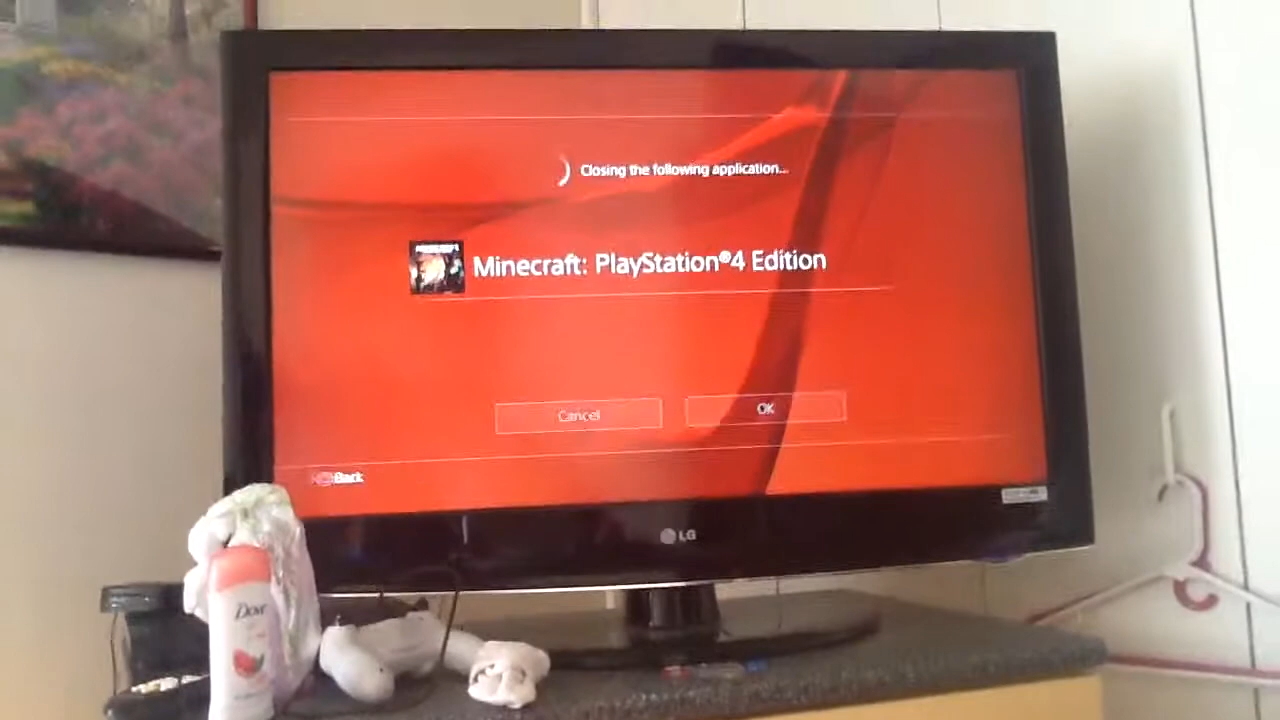 Closing the following application...
Minecraft: PlayStation®4 Edition
Cancel
OK
Back
LG
Dove